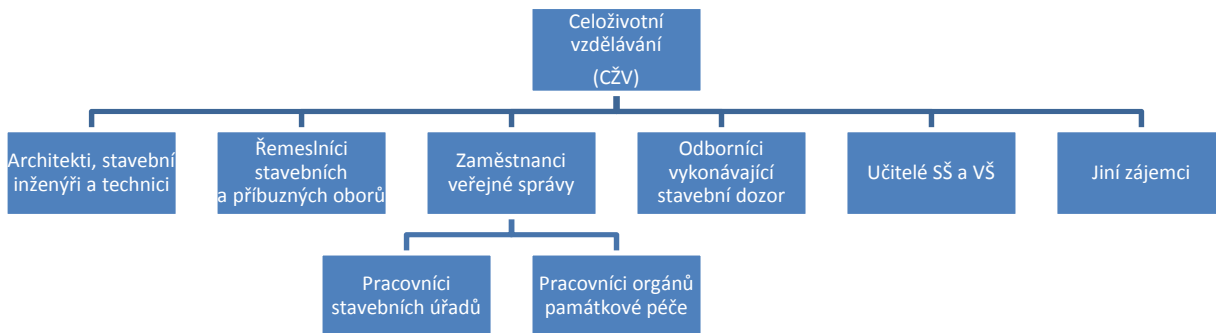 Celoživotní
vzdělávání
(CŽV)
Architekti, stavební
inženýři a technici
Řemeslníci
stavebních
a příbuzných oborů
Zaměstnanci
veřejné správy
Odborníci
vykonávající
stavební dozor
Učitelé SŠ a VŠ
Jiní zájemci
Pracovníci
stavebních úřadů
Pracovníci orgánů
památkové péče